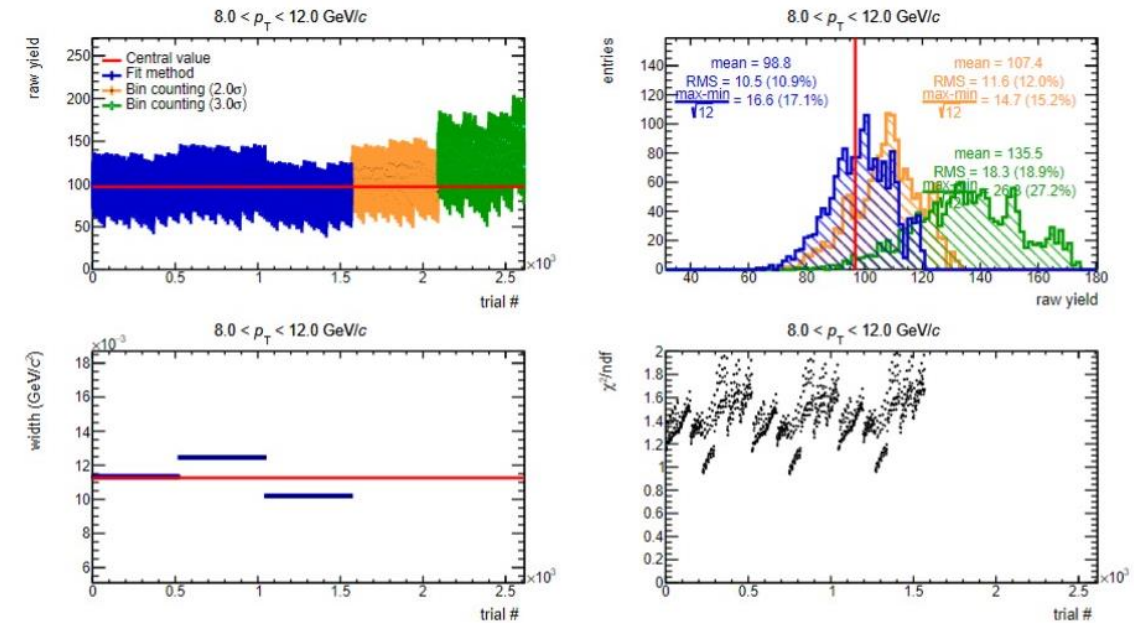 8.0 < pT < 12.0 GeV/c
raw yield
250
200
150
100
50
0
Central value
Fit method
Bin counting (2.0σ)
Bin counting (3.0σ)
0 0.5 1 1.5 2 2.5 ×10³
trial #
8.0 < pT < 12.0 GeV/c
entries
140
120
100
80
60
40
20
0
mean = 98.8
RMS = 10.5 (10.9%)
max-min/√12 = 16.6 (17.1%)
mean = 107.4
RMS = 11.6 (12.0%)
max-min/√12 = 14.7 (15.2%)
mean = 135.5
RMS = 18.3 (18.9%)
max-min (27.2%)
40 60 80 100 120 140 160 180
raw yield
8.0 < pT < 12.0 GeV/c
×10⁻³
width (GeV/c²)
18
16
14
12
10
8
6
0 0.5 1 1.5 2 2.5 ×10³
trial #
8.0 < pT < 12.0 GeV/c
χ²/ndf
2
1.8
1.6
1.4
1.2
1
0.8
0.6
0.4
0.2
0
0 0.5 1 1.5 2 2.5 ×10³
trial #